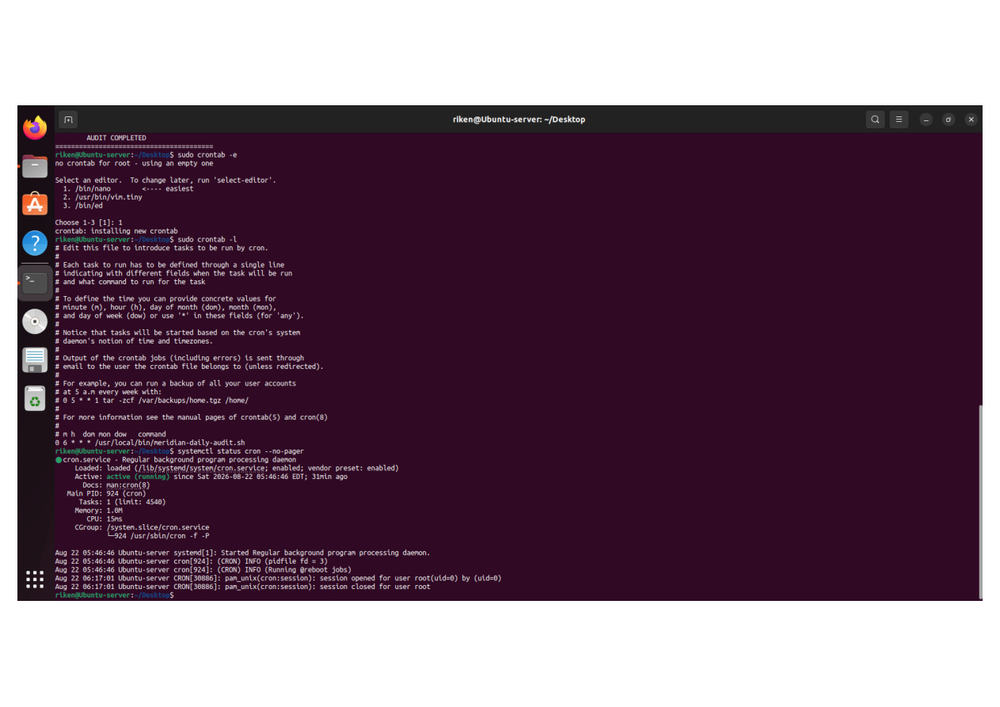 riken@Ubuntu-server: ~/Desktop
AUDIT COMPLETED
========================================
riken@Ubuntu-server:~/Desktop$ sudo crontab -e
no crontab for root - using an empty one
Select an editor.  To change later, run 'select-editor'.
  1. /bin/nano        <---- easiest
  2. /usr/bin/vim.tiny
  3. /bin/ed
Choose 1-3 [1]: 1
crontab: installing new crontab
riken@Ubuntu-server:~/Desktop$ sudo crontab -l
# Edit this file to introduce tasks to be run by cron.
#
# Each task to run has to be defined through a single line
# indicating with different fields when the task will be run
# and what command to run for the task
#
# To define the time you can provide concrete values for
# minute (m), hour (h), day of month (dom), month (mon),
# and day of week (dow) or use '*' in these fields (for 'any').
#
# Notice that tasks will be started based on the cron's system
# daemon's notion of time and timezones.
#
# Output of the crontab jobs (including errors) is sent through
# email to the user the crontab file belongs to (unless redirected).
#
# For example, you can run a backup of all your user accounts
# at 5 a.m every week with:
# 0 5 * * 1 tar -zcf /var/backups/home.tgz /home/
#
# For more information see the manual pages of crontab(5) and cron(8)
#
# m h  dom mon dow   command
0 6 * * * /usr/local/bin/meridian-daily-audit.sh
riken@Ubuntu-server:~/Desktop$ systemctl status cron --no-pager
● cron.service - Regular background program processing daemon
     Loaded: loaded (/lib/systemd/system/cron.service; enabled; vendor preset: enabled)
     Active: active (running) since Sat 2026-08-22 05:46:46 EDT; 31min ago
       Docs: man:cron(8)
   Main PID: 924 (cron)
      Tasks: 1 (limit: 4540)
     Memory: 1.0M
        CPU: 15ms
     CGroup: /system.slice/cron.service
             └─924 /usr/sbin/cron -f -P
Aug 22 05:46:46 Ubuntu-server systemd[1]: Started Regular background program processing daemon.
Aug 22 05:46:46 Ubuntu-server cron[924]: (CRON) INFO (pidfile fd = 3)
Aug 22 05:46:46 Ubuntu-server cron[924]: (CRON) INFO (Running @reboot jobs)
Aug 22 06:17:01 Ubuntu-server CRON[30886]: pam_unix(cron:session): session opened for user root(uid=0) by (uid=0)
Aug 22 06:17:01 Ubuntu-server CRON[30886]: pam_unix(cron:session): session closed for user root
riken@Ubuntu-server:~/Desktop$